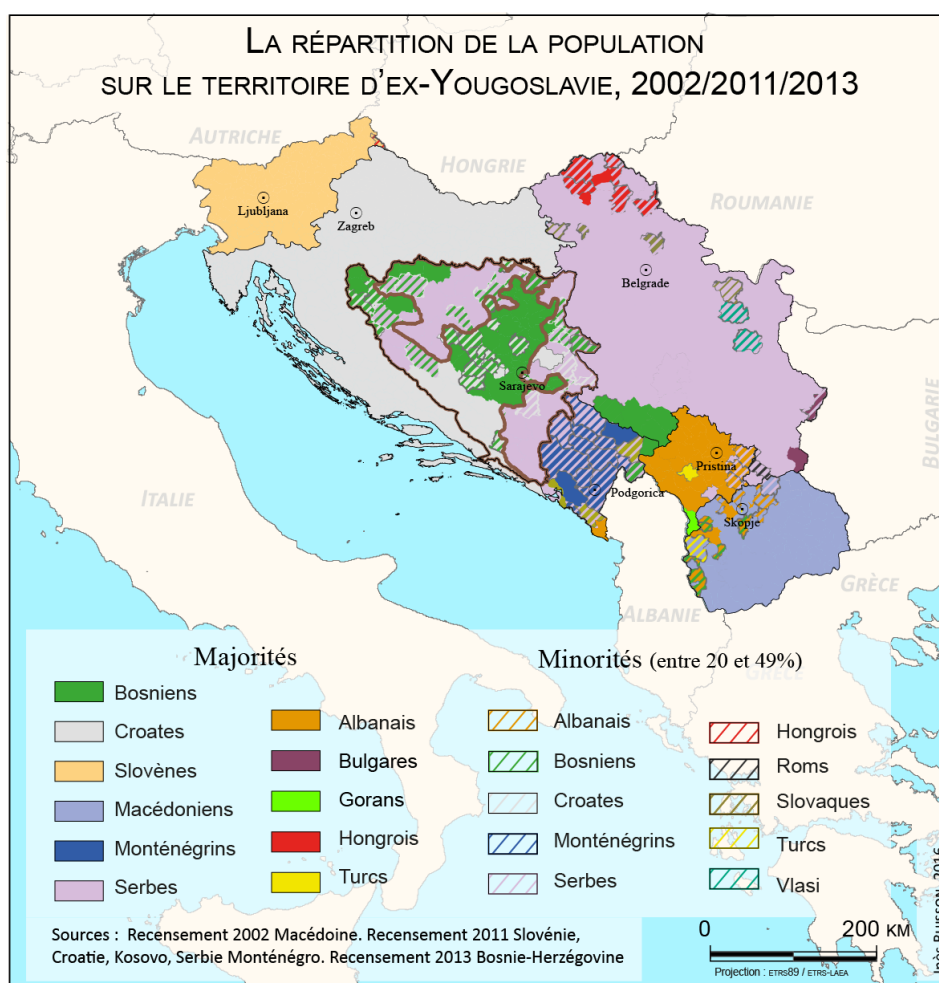 La répartition de la population
sur le territoire d'ex-Yougoslavie, 2002/2011/2013
AUTRICHE
HONGRIE
ROUMANIE
Ljubljana
Zagreb
Belgrade
Sarajevo
BULGARIE
Pristina
ITALIE
Podgorica
Skopje
GRÈCE
ALBANIE
GRÈCE
Majorités
Bosniens
Croates
Slovènes
Macédoniens
Monténégrins
Serbes
Albanais
Bulgares
Gorans
Hongrois
Turcs
Minorités (entre 20 et 49%)
Albanais
Bosniens
Croates
Monténégrins
Serbes
Hongrois
Roms
Slovaques
Turcs
Vlasi
Sources : Recensement 2002 Macédoine. Recensement 2011 Slovénie,
Croatie, Kosovo, Serbie Monténégro. Recensement 2013 Bosnie-Herzégovine
0 200 KM
Projection : ETRS89 / ETRS-LAEA
2016